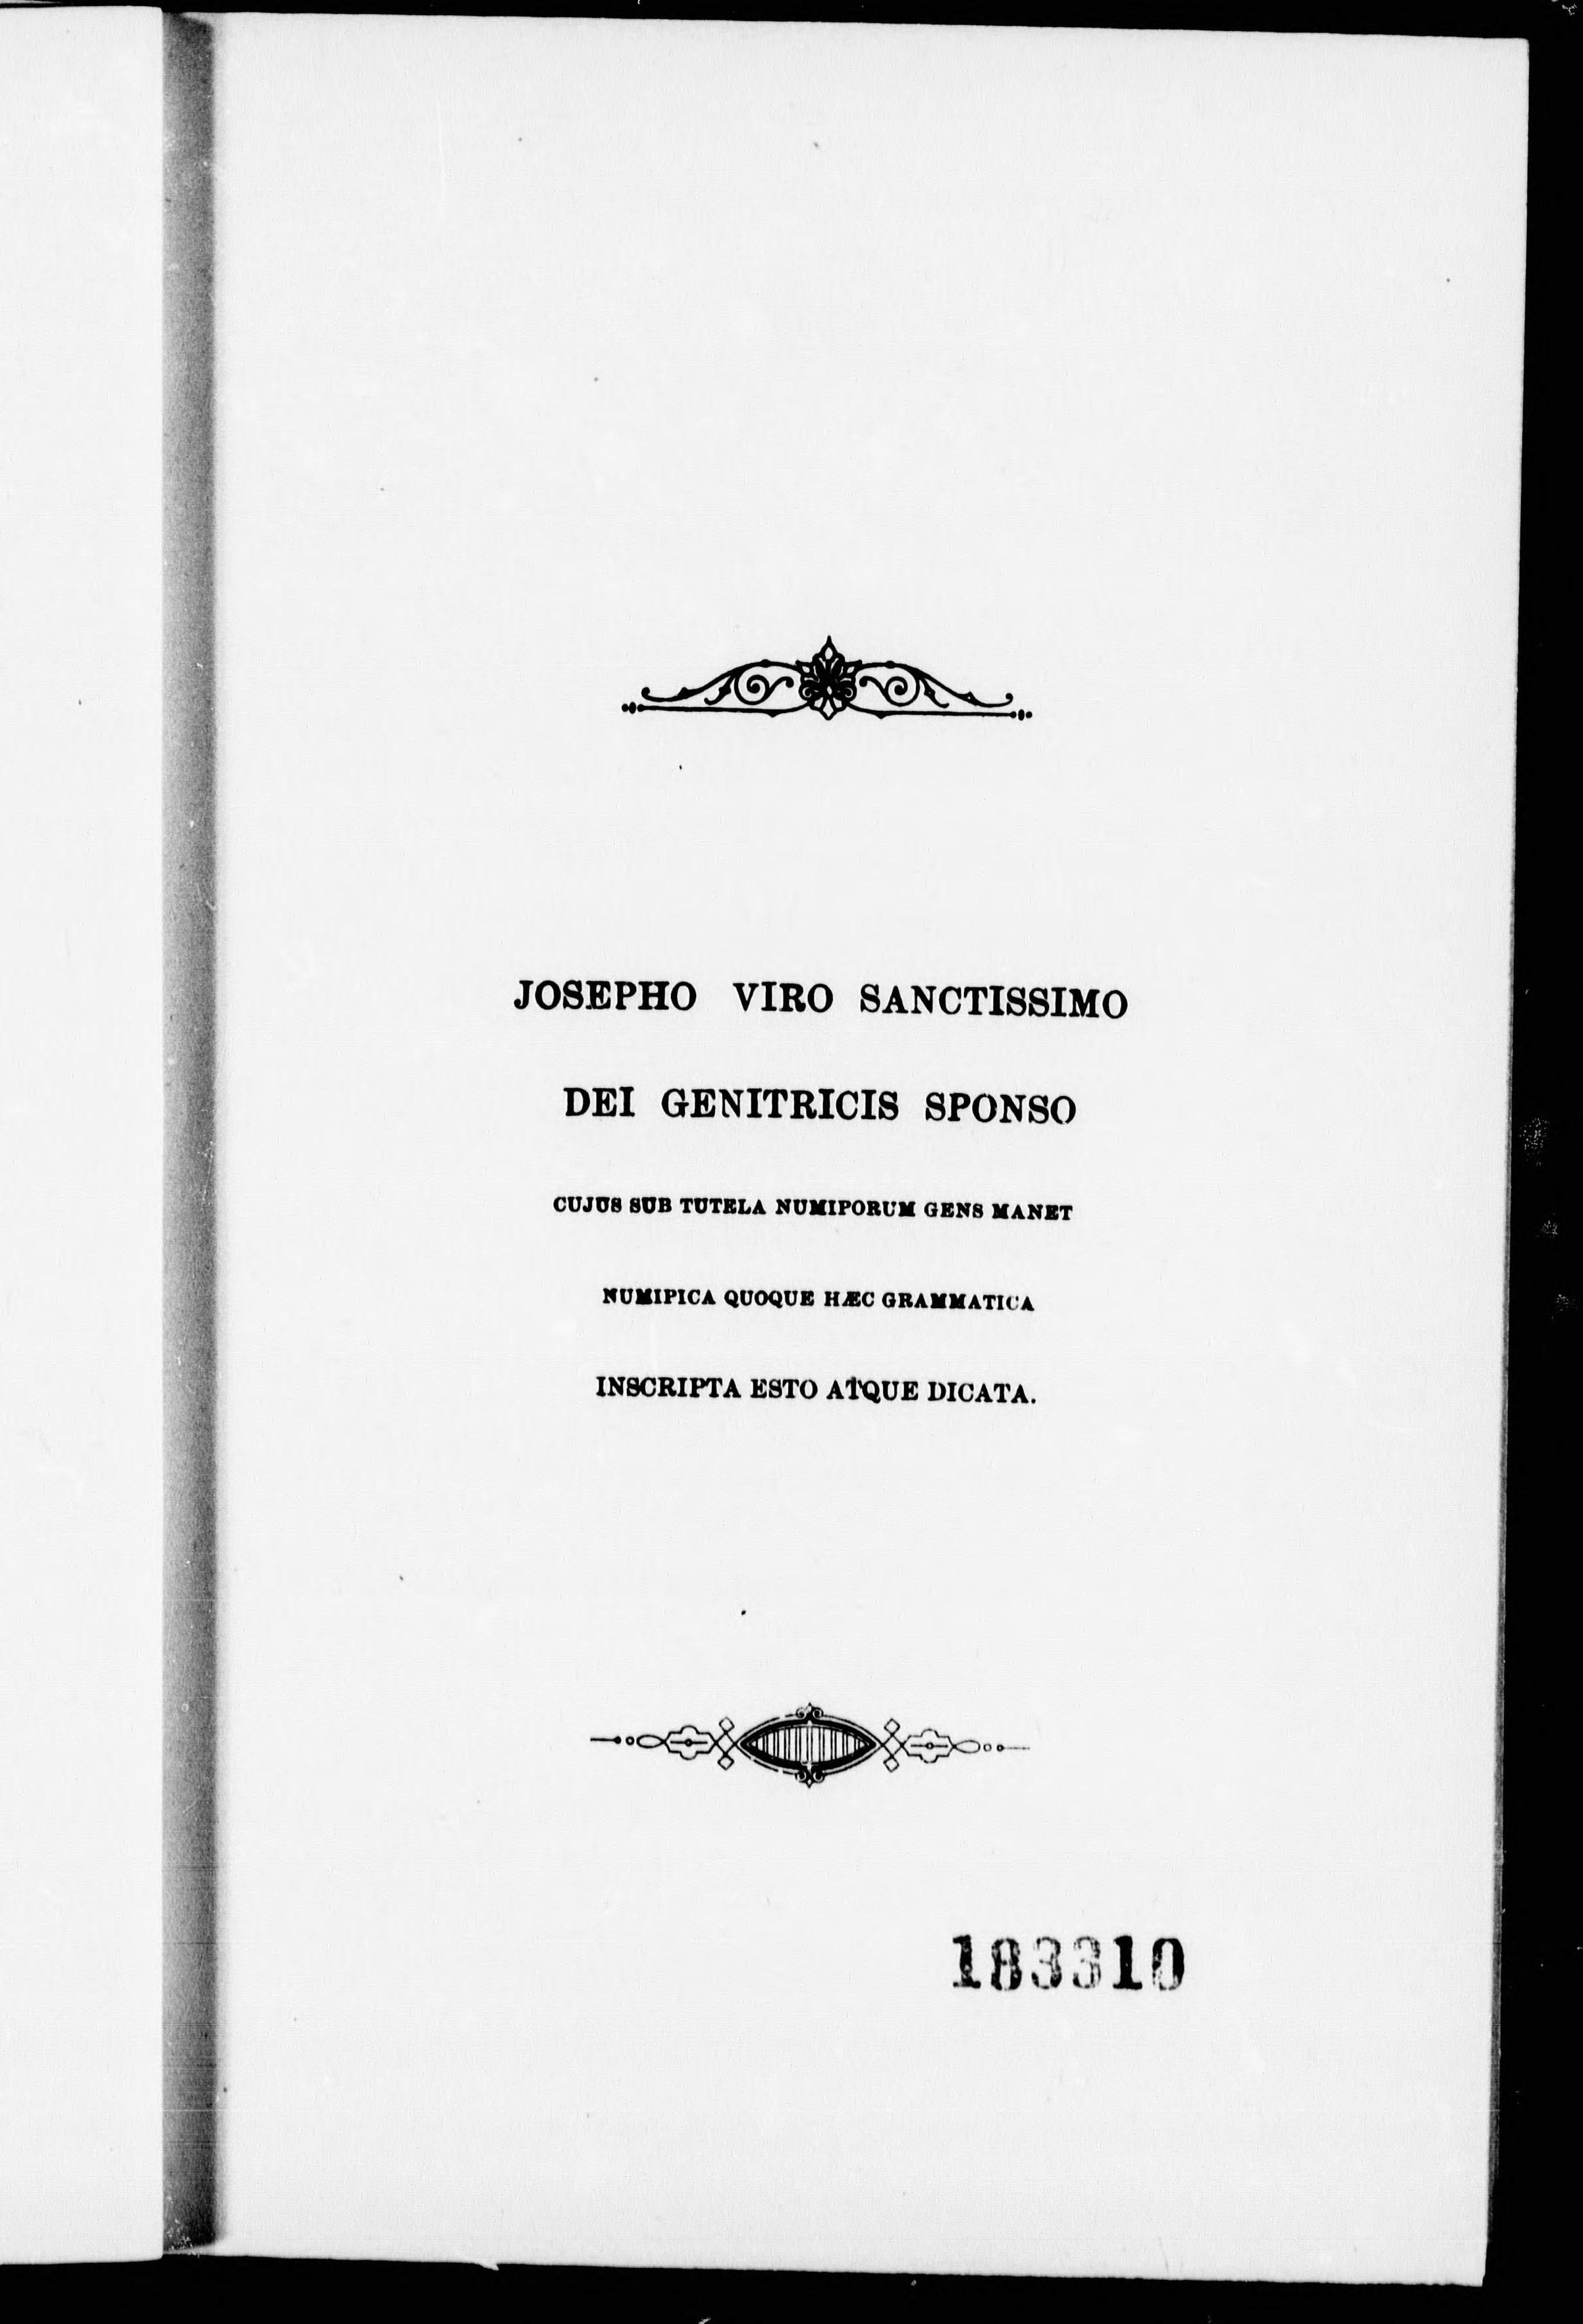 JOSEPHO VIRO SANCTISSIMO
DEI GENITRICIS SPONSO
CUJUS SUB TUTELA NUMIPORUM GENS MANET
NUMIPICA QUOQUE HÆC GRAMMATICA
INSCRIPTA ESTO ATQUE DICATA.
183310